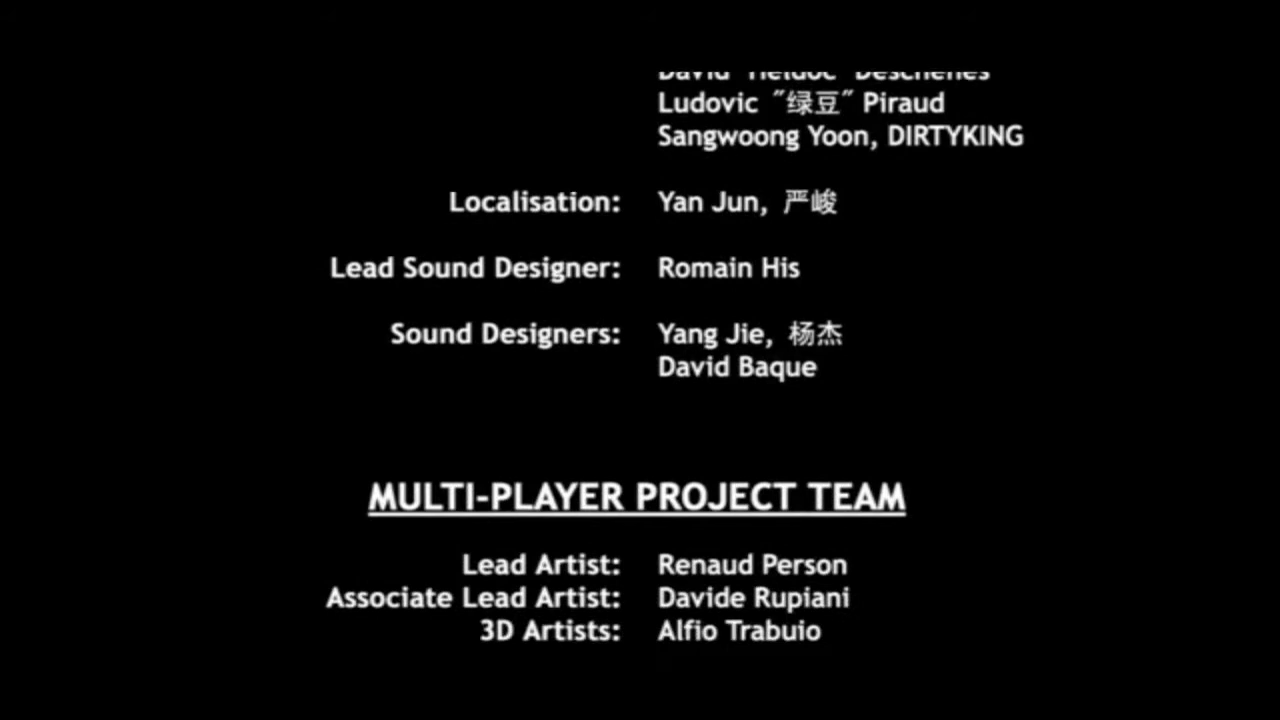 David Deschenes
Ludovic "绿豆" Piraud
Sangwoong Yoon, DIRTYKING
Localisation: Yan Jun, 严峻
Lead Sound Designer: Romain His
Sound Designers: Yang Jie, 杨杰
David Baque
MULTI-PLAYER PROJECT TEAM
Lead Artist: Renaud Person
Associate Lead Artist: Davide Rupiani
3D Artists: Alfio Trabuio